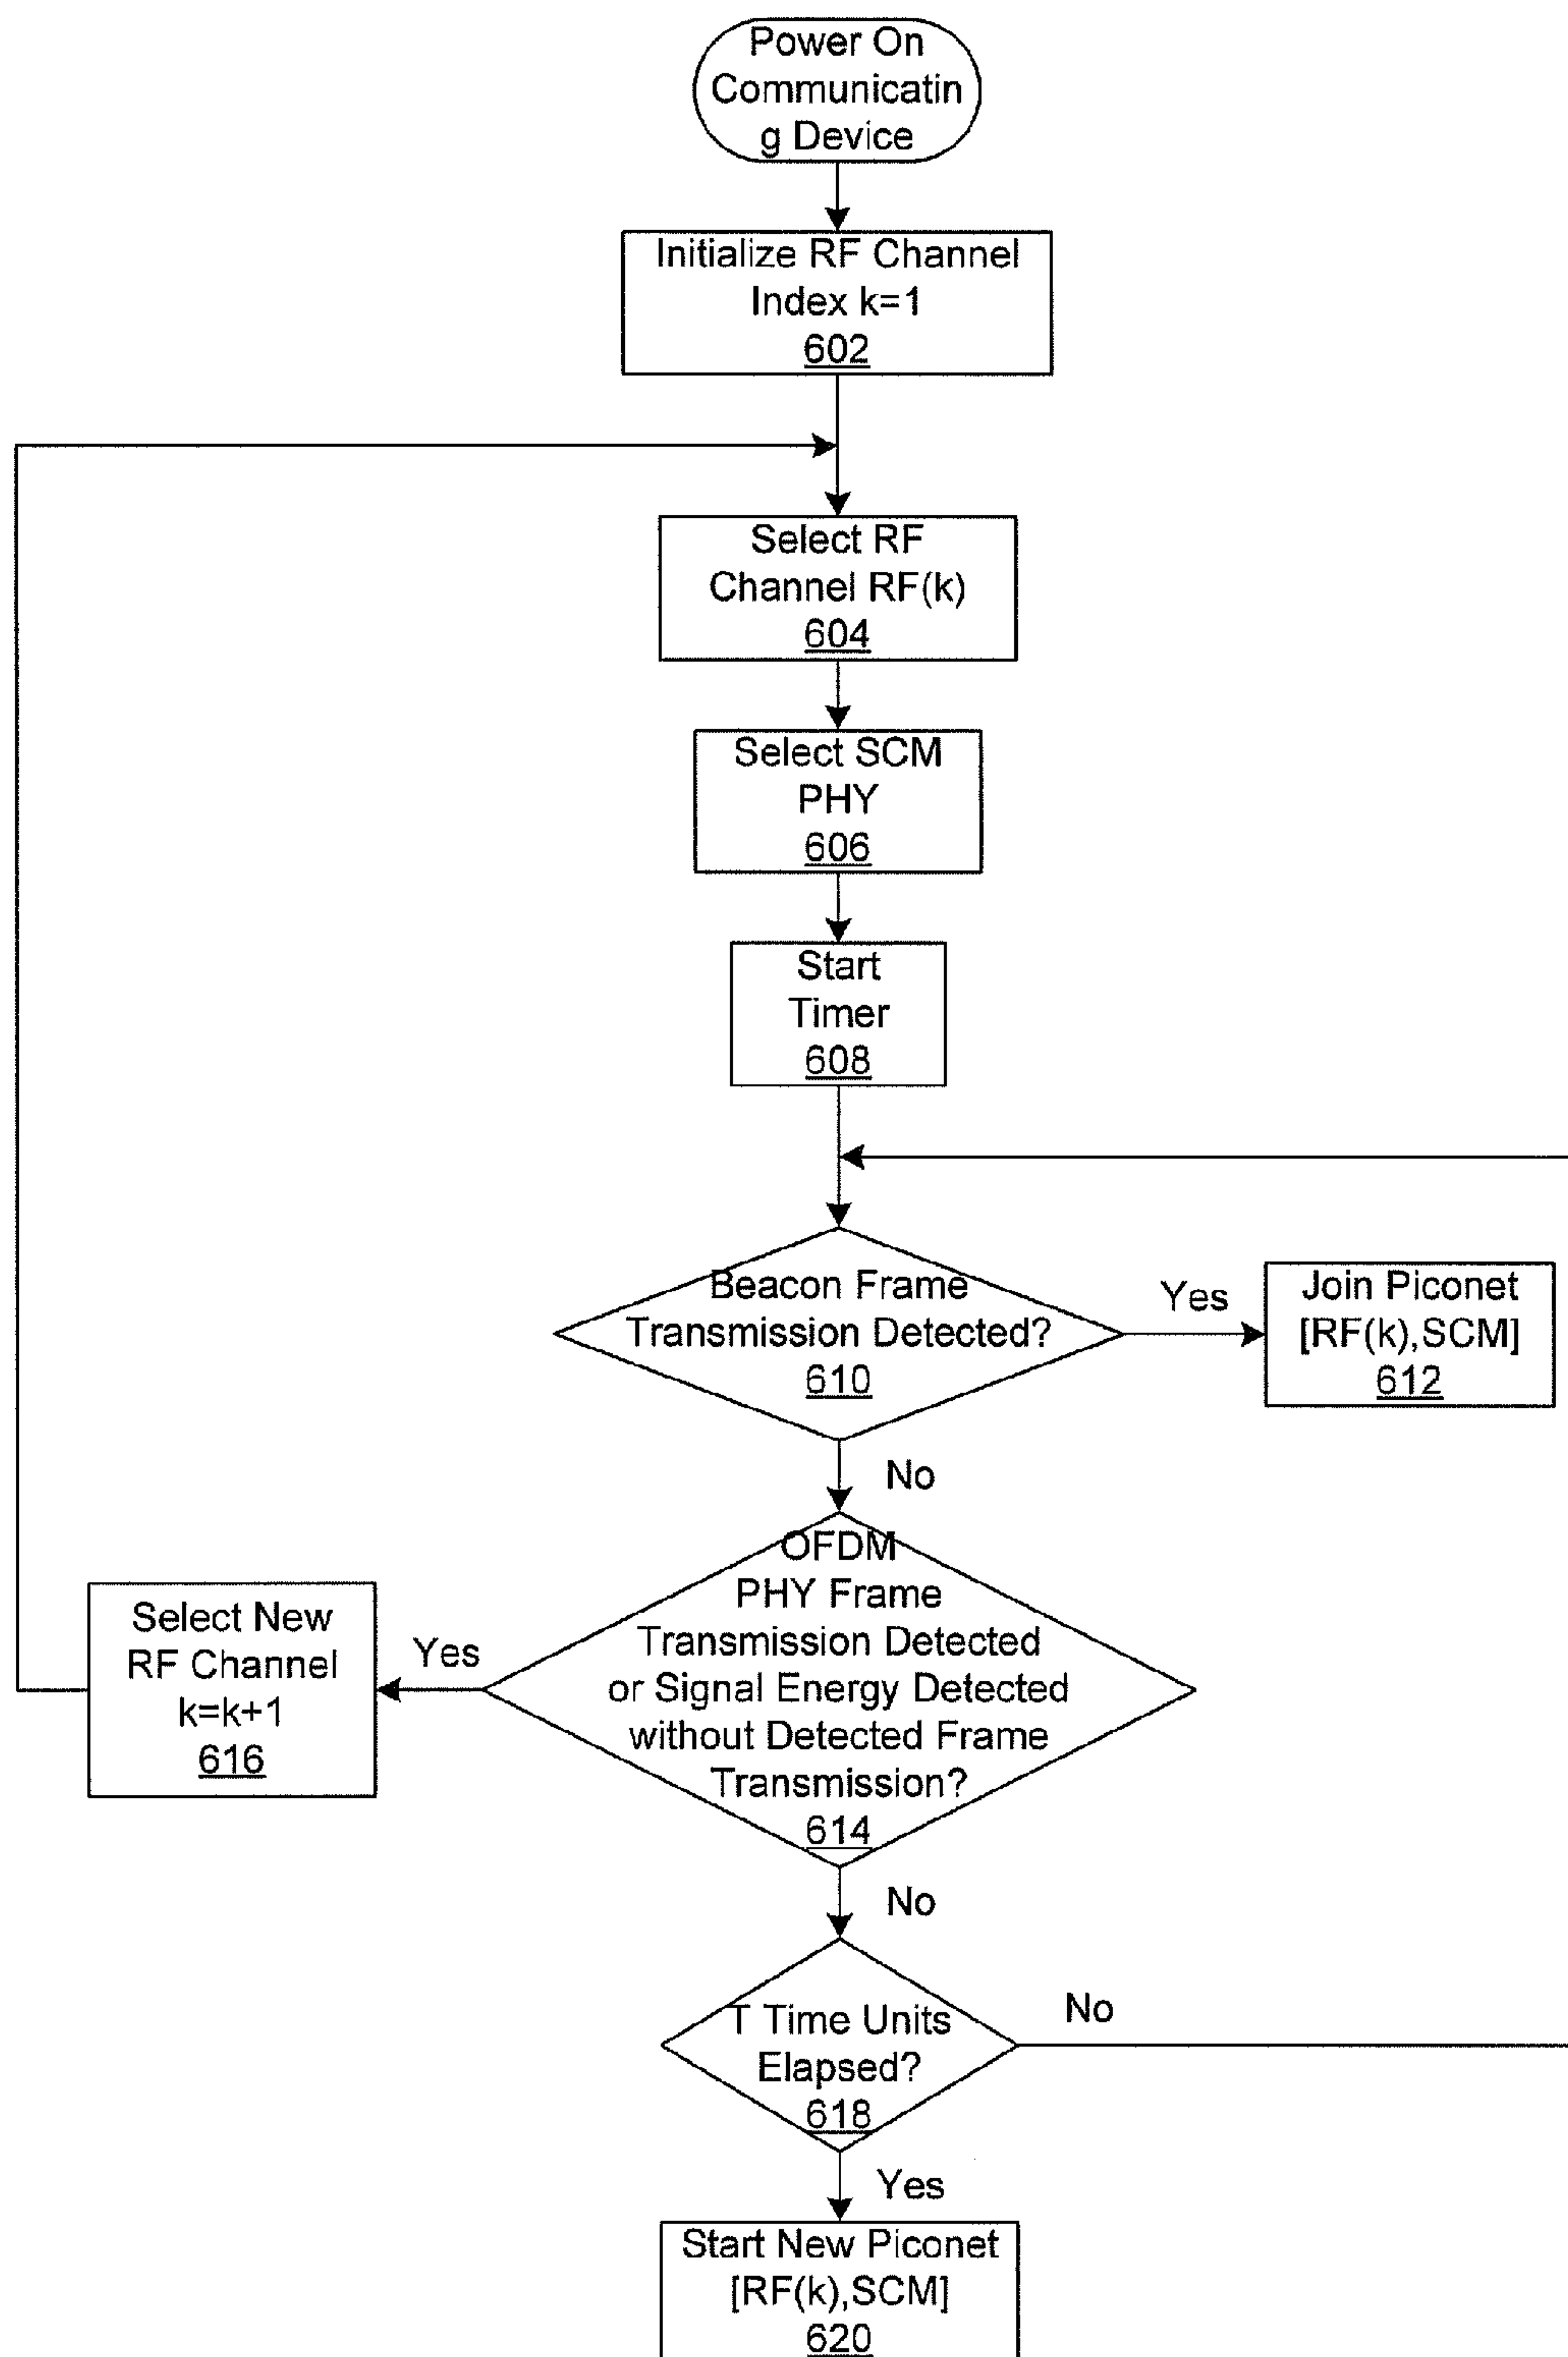 Power On
Communicatin
g Device
Initialize RF Channel
Index k=1
602
Select RF
Channel RF(k)
604
Select SCM
PHY
606
Start
Timer
608
Beacon Frame
Transmission Detected?
610
Yes
Join Piconet
[RF(k),SCM]
612
No
OFDM
PHY Frame
Transmission Detected
or Signal Energy Detected
without Detected Frame
Transmission?
614
Yes
Select New
RF Channel
k=k+1
616
No
T Time Units
Elapsed?
618
No
Yes
Start New Piconet
[RF(k),SCM]
620